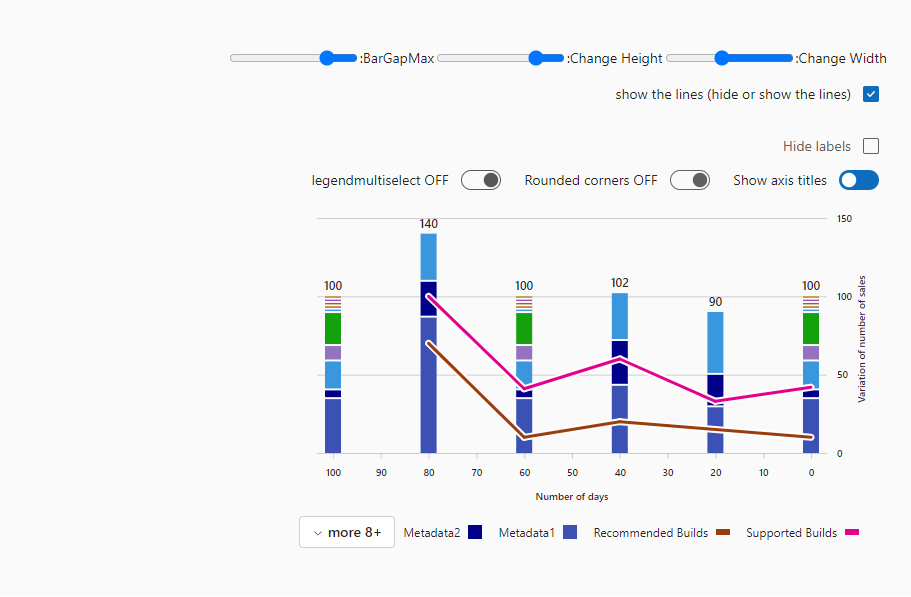 :BarGapMax :Change Height :Change Width
show the lines (hide or show the lines)
Hide labels
legendmultiselect OFF Rounded corners OFF Show axis titles
150
100
50
0
Variation of number of sales
100 140 100 102 90 100
100 90 80 70 60 50 40 30 20 10 0
Number of days
more 8+ Metadata2 Metadata1 Recommended Builds Supported Builds